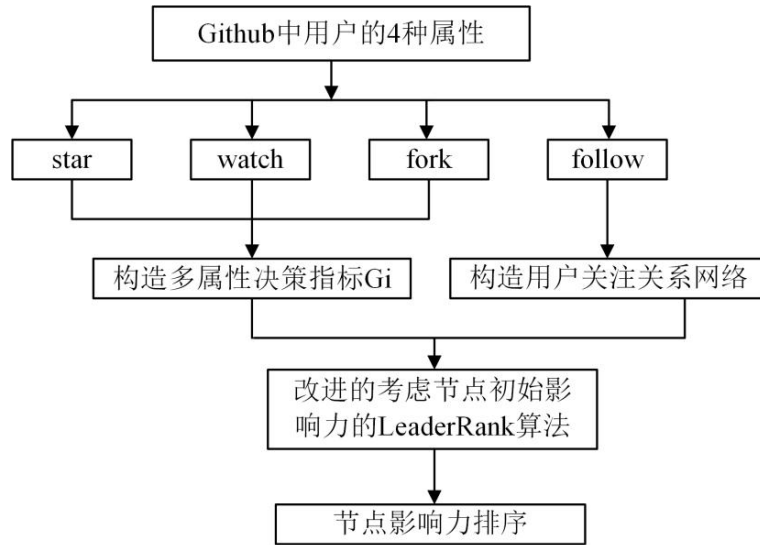 Github中用户的4种属性
star
watch
fork
follow
构造多属性决策指标Gi
构造用户关注关系网络
改进的考虑节点初始影
响力的LeaderRank算法
节点影响力排序